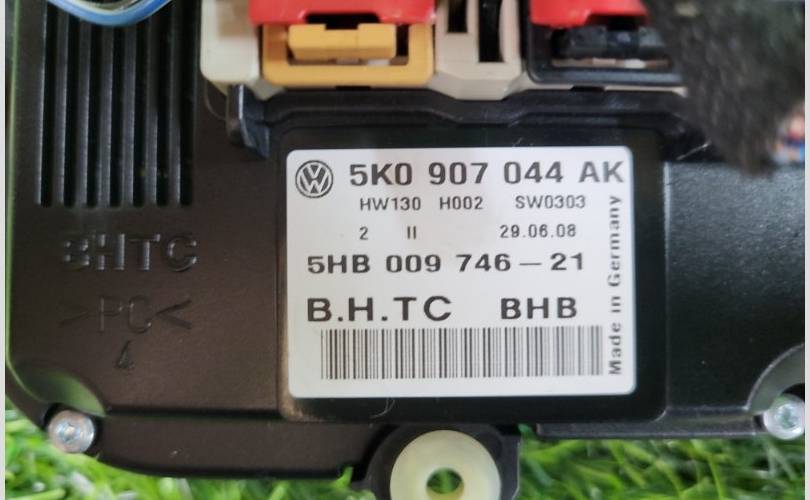 5K0 907 044 AK
HW130 H002 SW0303
2 II 29.06.08
5HB 009 746-21
B.H.TC BHB
Made in Germany
BHTC
>PC<
4